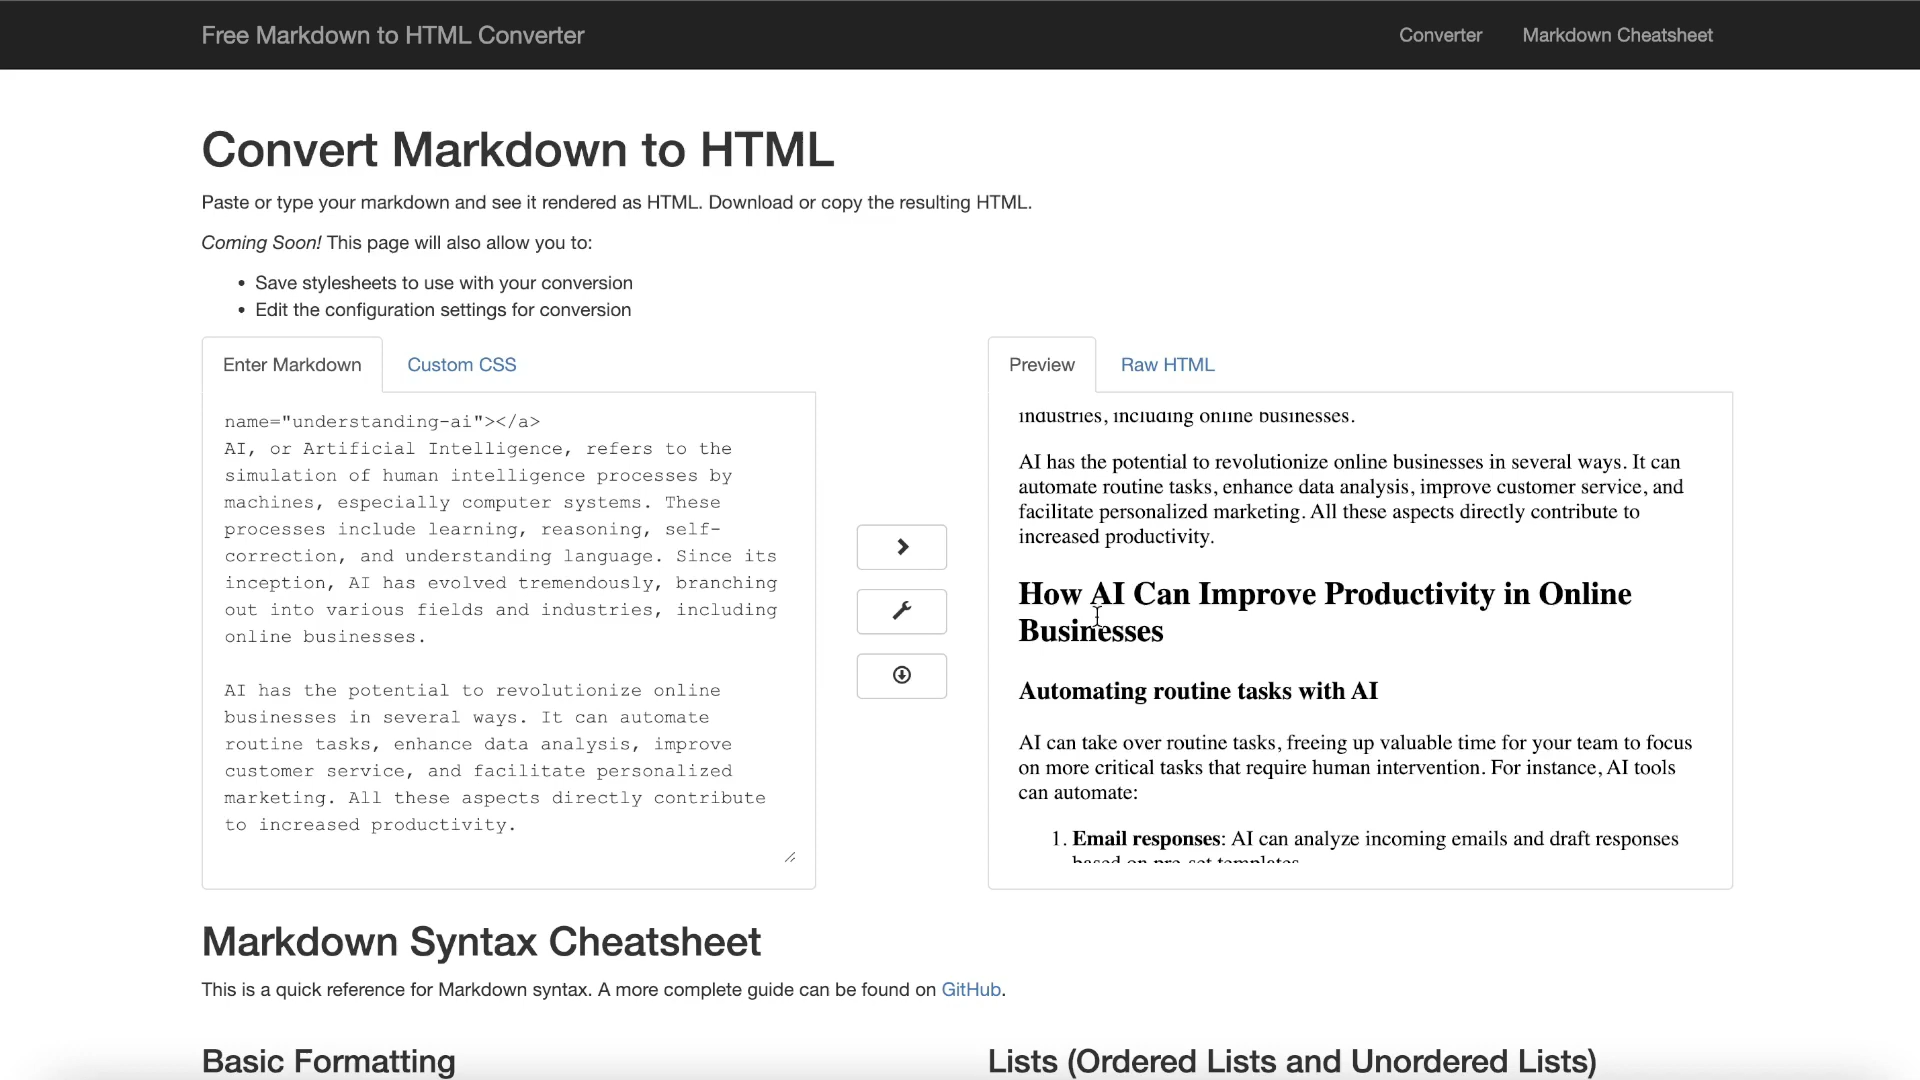 Free Markdown to HTML Converter
Converter
Markdown Cheatsheet
Convert Markdown to HTML
Paste or type your markdown and see it rendered as HTML. Download or copy the resulting HTML.
Coming Soon! This page will also allow you to:
• Save stylesheets to use with your conversion
• Edit the configuration settings for conversion
Enter Markdown
Custom CSS
name="understanding-ai"></a>
AI, or Artificial Intelligence, refers to the
simulation of human intelligence processes by
machines, especially computer systems. These
processes include learning, reasoning, self-
correction, and understanding language. Since its
inception, AI has evolved tremendously, branching
out into various fields and industries, including
online businesses.
AI has the potential to revolutionize online
businesses in several ways. It can automate
routine tasks, enhance data analysis, improve
customer service, and facilitate personalized
marketing. All these aspects directly contribute
to increased productivity.
Preview
Raw HTML
industries, including online businesses.
AI has the potential to revolutionize online businesses in several ways. It can
automate routine tasks, enhance data analysis, improve customer service, and
facilitate personalized marketing. All these aspects directly contribute to
increased productivity.
How AI Can Improve Productivity in Online
Businesses
Automating routine tasks with AI
AI can take over routine tasks, freeing up valuable time for your team to focus
on more critical tasks that require human intervention. For instance, AI tools
can automate:
1. Email responses: AI can analyze incoming emails and draft responses
based on pre-set templates
Markdown Syntax Cheatsheet
This is a quick reference for Markdown syntax. A more complete guide can be found on GitHub.
Basic Formatting
Lists (Ordered Lists and Unordered Lists)